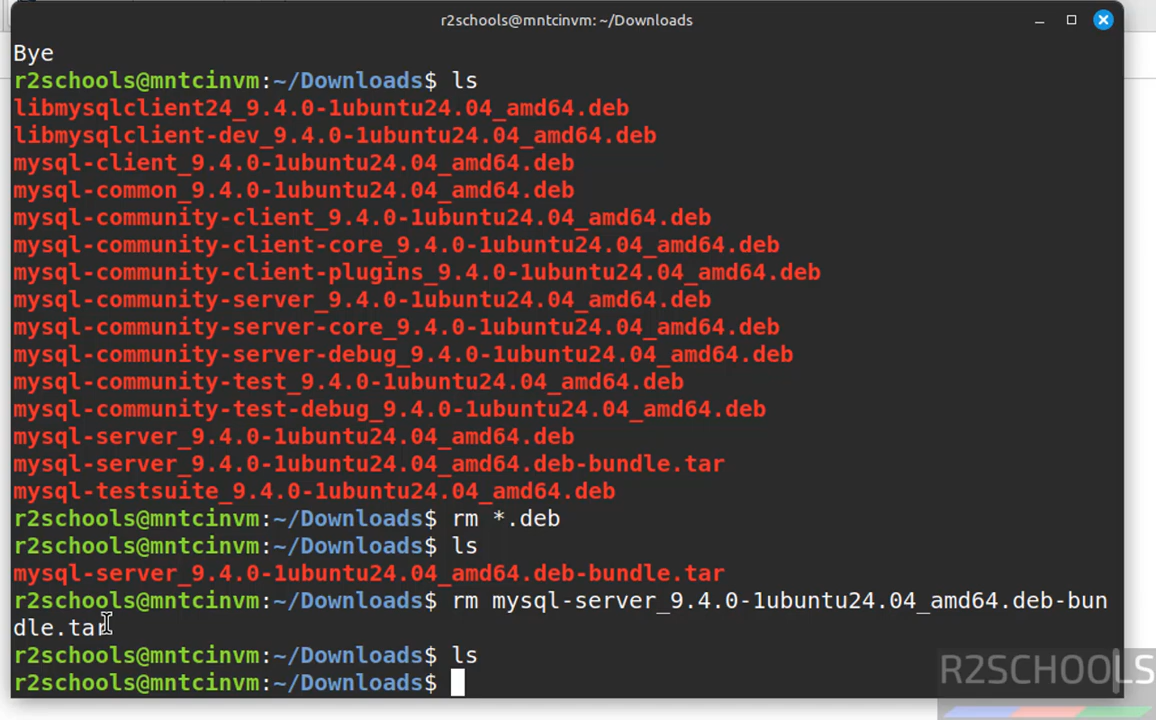 r2schools@mntcinvm: ~/Downloads
Bye
r2schools@mntcinvm:~/Downloads$ ls
libmysqlclient24_9.4.0-1ubuntu24.04_amd64.deb
libmysqlclient-dev_9.4.0-1ubuntu24.04_amd64.deb
mysql-client_9.4.0-1ubuntu24.04_amd64.deb
mysql-common_9.4.0-1ubuntu24.04_amd64.deb
mysql-community-client_9.4.0-1ubuntu24.04_amd64.deb
mysql-community-client-core_9.4.0-1ubuntu24.04_amd64.deb
mysql-community-client-plugins_9.4.0-1ubuntu24.04_amd64.deb
mysql-community-server_9.4.0-1ubuntu24.04_amd64.deb
mysql-community-server-core_9.4.0-1ubuntu24.04_amd64.deb
mysql-community-server-debug_9.4.0-1ubuntu24.04_amd64.deb
mysql-community-test_9.4.0-1ubuntu24.04_amd64.deb
mysql-community-test-debug_9.4.0-1ubuntu24.04_amd64.deb
mysql-server_9.4.0-1ubuntu24.04_amd64.deb
mysql-server_9.4.0-1ubuntu24.04_amd64.deb-bundle.tar
mysql-testsuite_9.4.0-1ubuntu24.04_amd64.deb
r2schools@mntcinvm:~/Downloads$ rm *.deb
r2schools@mntcinvm:~/Downloads$ ls
mysql-server_9.4.0-1ubuntu24.04_amd64.deb-bundle.tar
r2schools@mntcinvm:~/Downloads$ rm mysql-server_9.4.0-1ubuntu24.04_amd64.deb-bun
dle.tar
r2schools@mntcinvm:~/Downloads$ ls
r2schools@mntcinvm:~/Downloads$
R2SCHOOLS